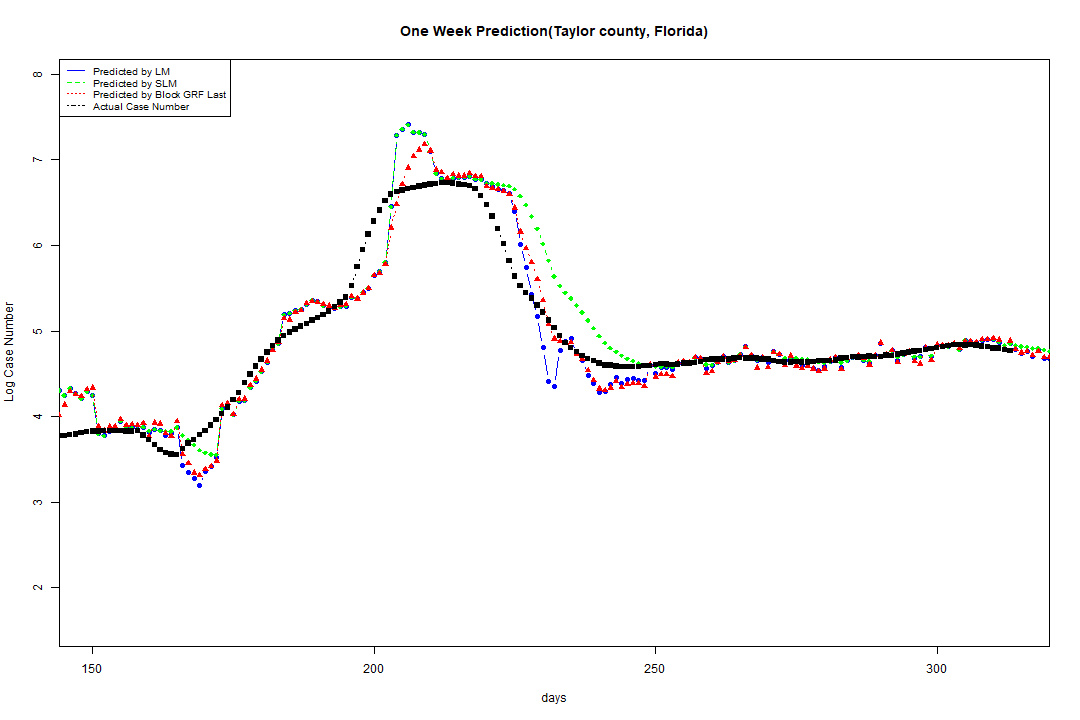 One Week Prediction(Taylor county, Florida)
Predicted by LM
Predicted by SLM
Predicted by Block GRF Last
Actual Case Number
8
7
6
5
4
3
2
Log Case Number
150 200 250 300
days